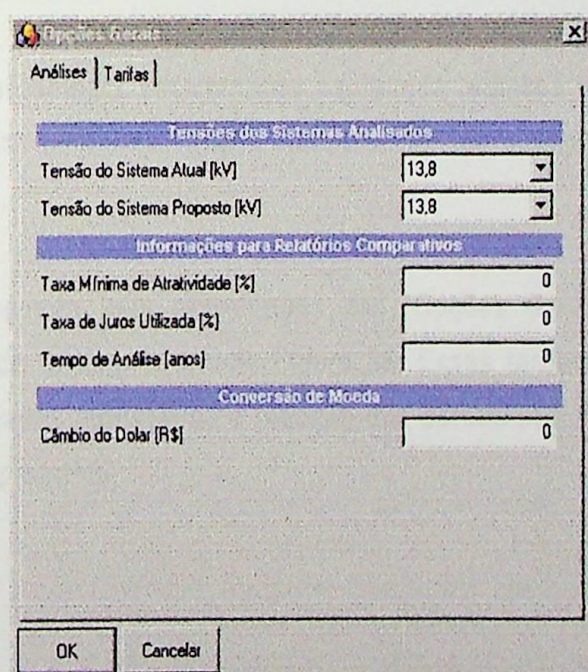 Opções Gerais
Análises Tarifas
Tensões dos Sistemas Analisados
Tensão do Sistema Atual [kV] 13,8
Tensão do Sistema Proposto [kV] 13,8
Informações para Relatórios Comparativos
Taxa Mínima de Atratividade [%] 0
Taxa de Juros Utilizada [%] 0
Tempo de Análise [anos] 0
Conversão de Moeda
Câmbio do Dolar [R$] 0
OK Cancelar